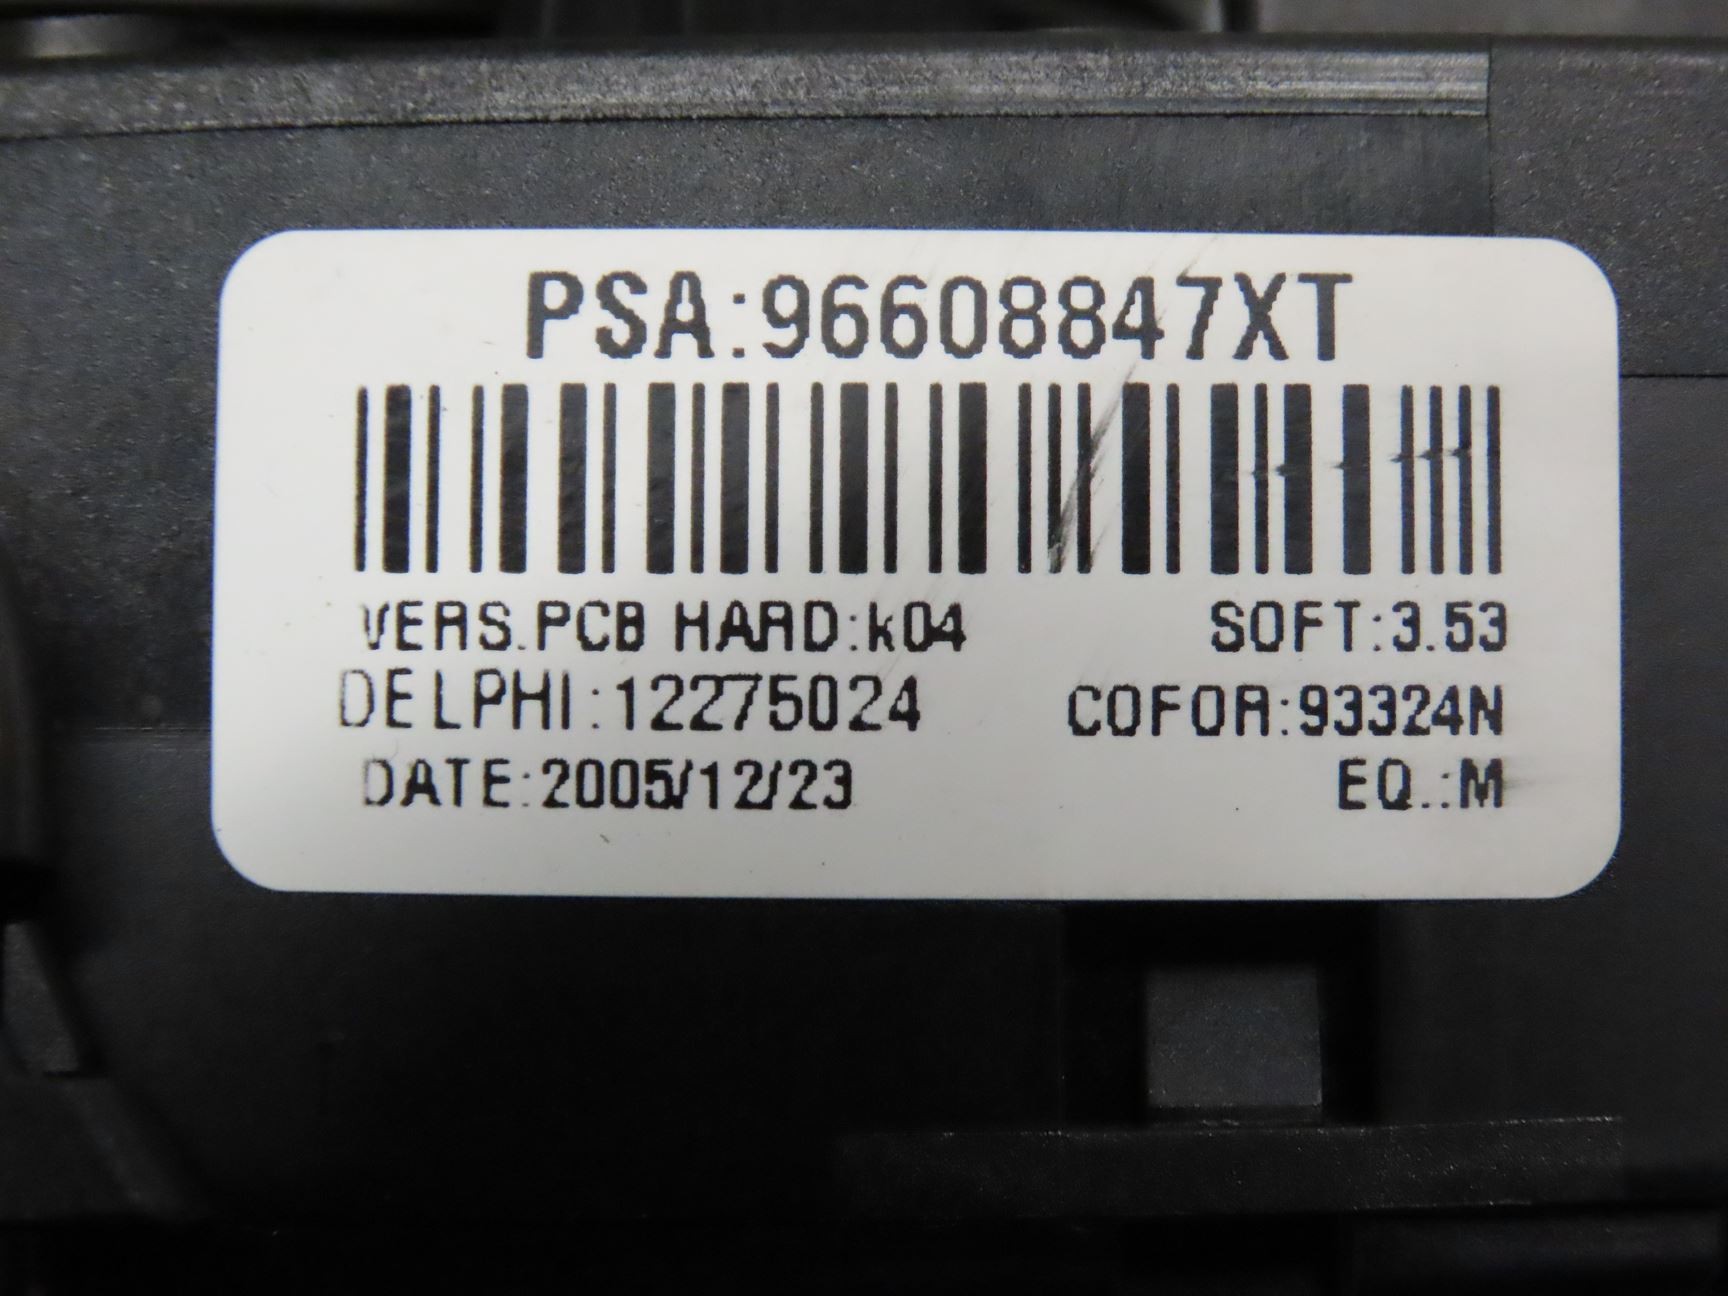 PSA:96608847XT
VERS.PCB HARD:k04 SOFT:3.53
DELPHI:12275024 COFOR:93324N
DATE:2005/12/23 EQ.:M